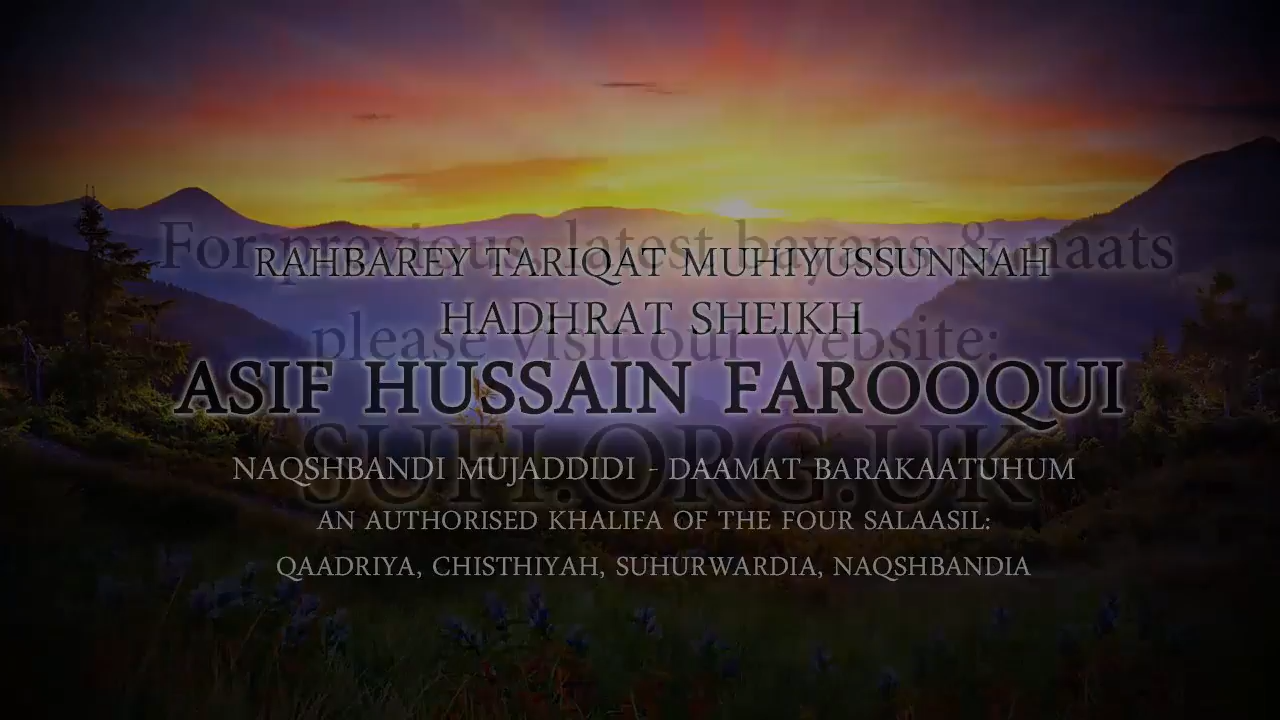 For previous, latest bayans & naats
RAHBAREY TARIQAT MUHIYUSSUNNAH
HADHRAT SHEIKH
please visit our website:
ASIF HUSSAIN FAROOQUI
SUFI.ORG.UK
NAQSHBANDI MUJADDIDI - DAAMAT BARAKAATUHUM
AN AUTHORISED KHALIFA OF THE FOUR SALAASIL:
QAADRIYA, CHISTHIYAH, SUHURWARDIA, NAQSHBANDIA